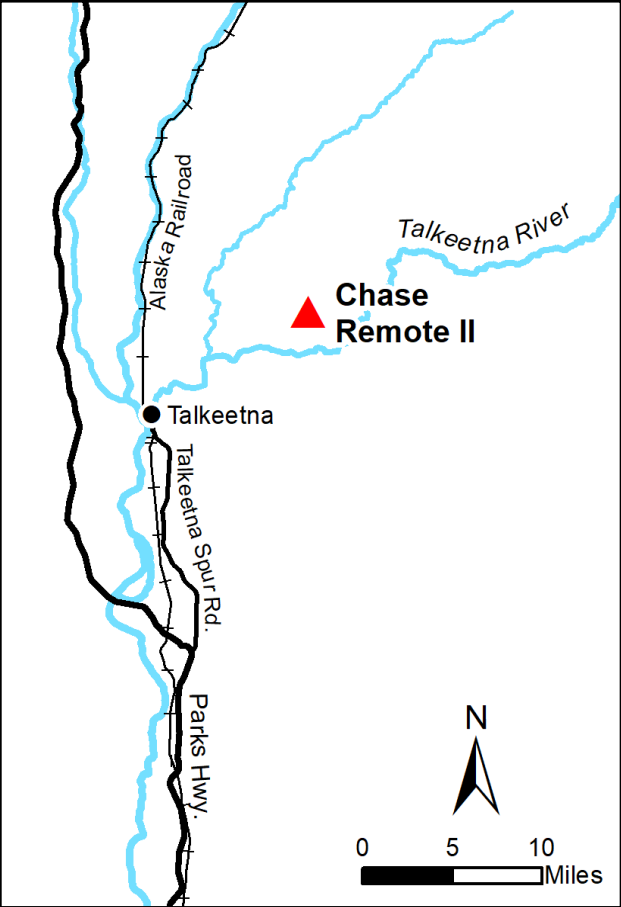 Alaska Railroad
Talkeetna River
Chase
Remote II
Talkeetna
Talkeetna Spur Rd.
Parks Hwy.
N
0 5 10
Miles